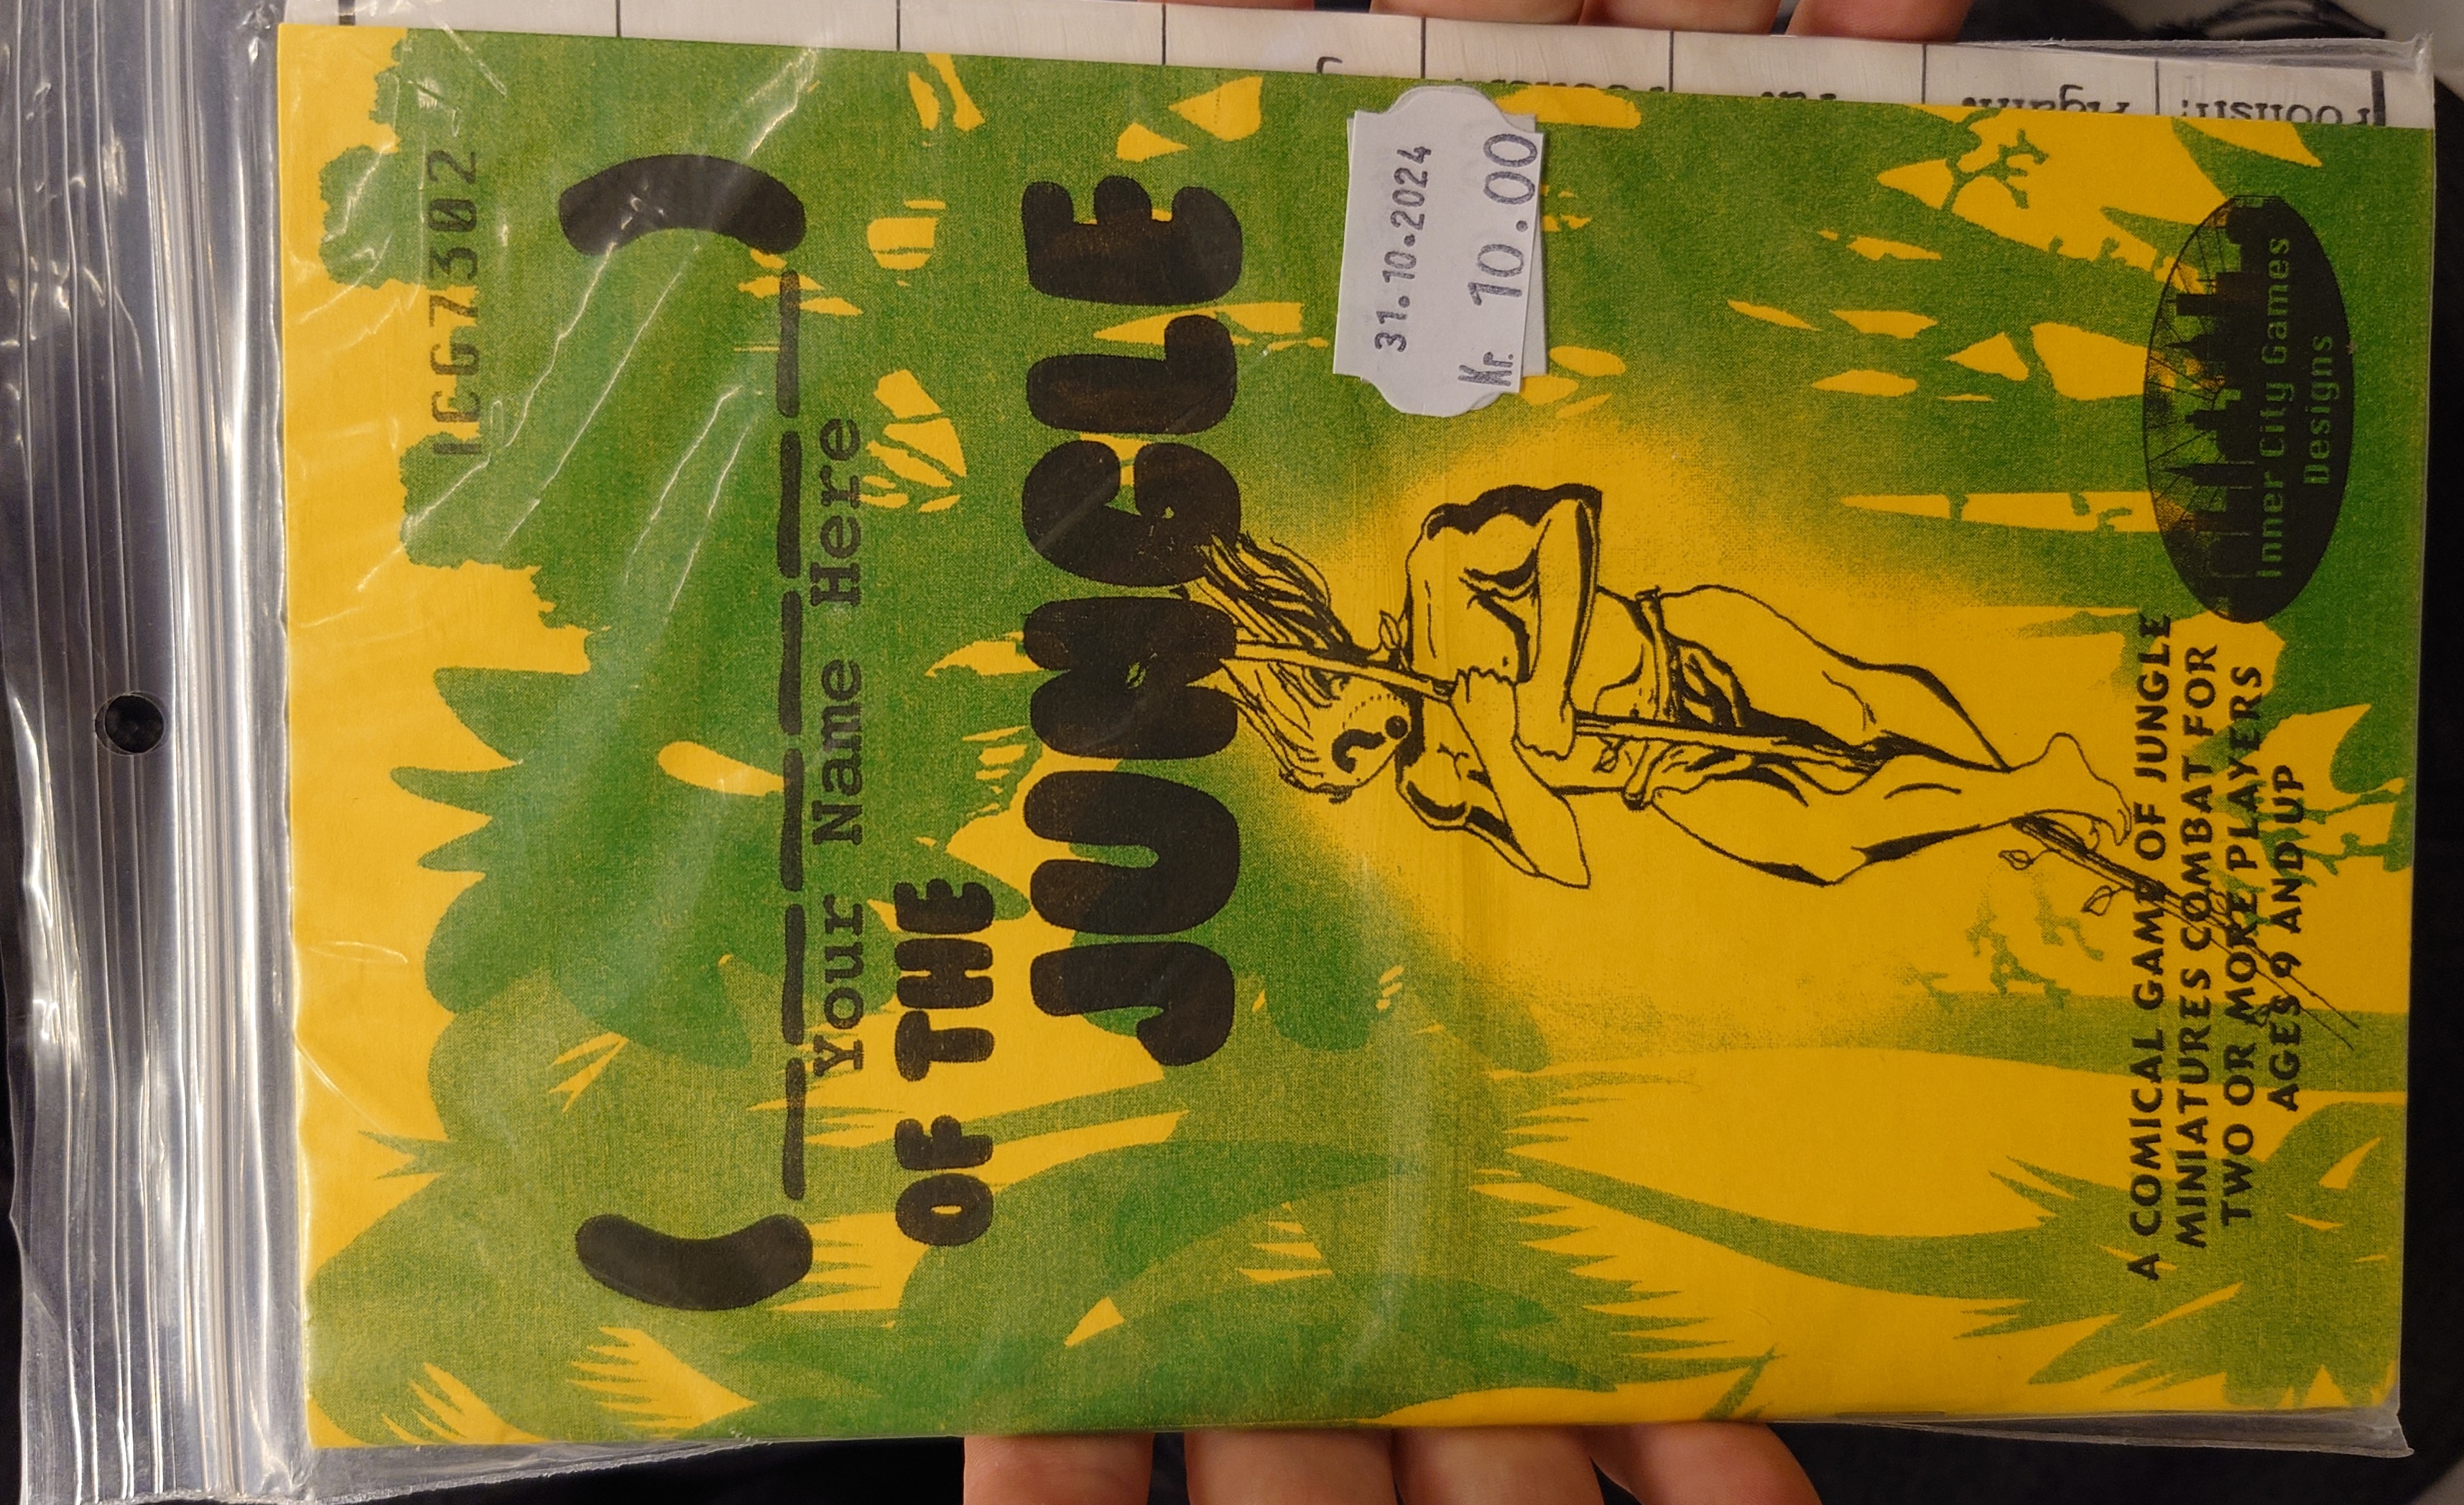 ICG7302
(______)
Your Name Here
OF THE
JUNGLE
31.10.2024
Kr. 10.00
A COMICAL GAME OF JUNGLE
MINIATURES COMBAT FOR
TWO OR MORE PLAYERS
AGES 9 AND UP
Inner City Games
Designs